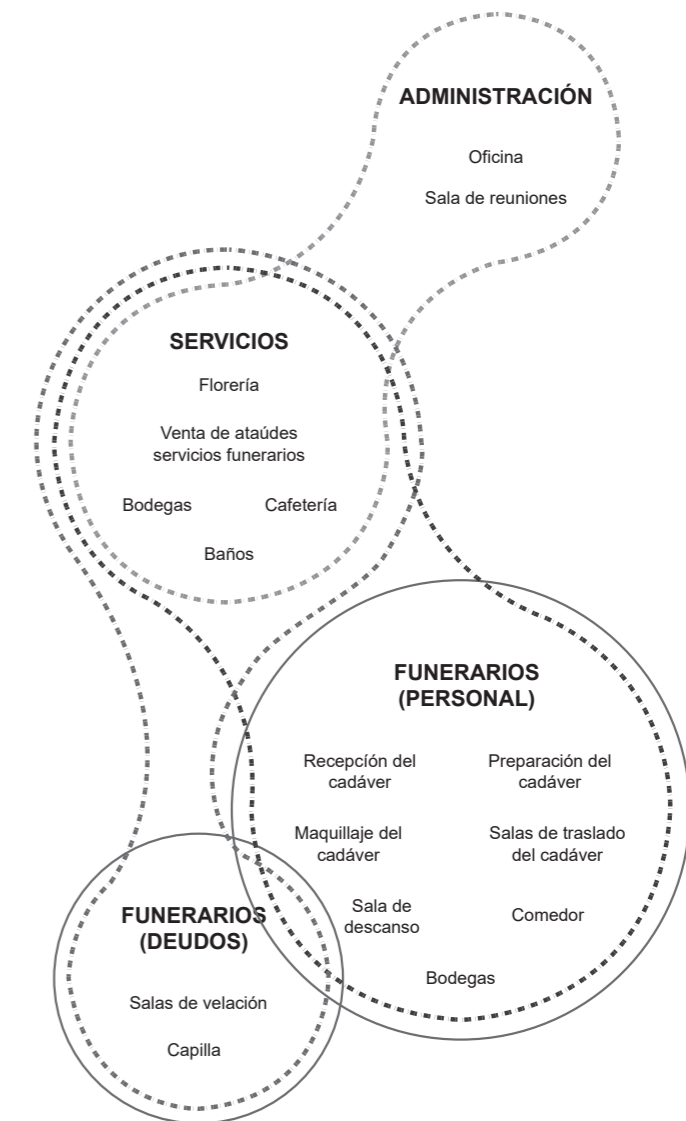 ADMINISTRACIÓN
Oficina
Sala de reuniones
SERVICIOS
Florería
Venta de ataúdes
servicios funerarios
Bodegas
Cafetería
Baños
FUNERARIOS
(PERSONAL)
Recepcíón del
cadáver
Preparación del
cadáver
Maquillaje del
cadáver
Salas de traslado
del cadáver
Sala de
descanso
Comedor
Bodegas
FUNERARIOS
(DEUDOS)
Salas de velación
Capilla